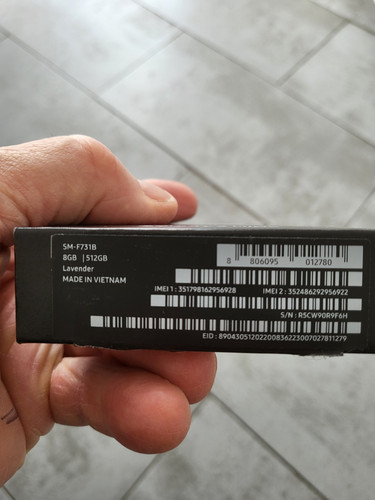 SM-F731B
8GB | 512GB
Lavender
MADE IN VIETNAM
8 806095 012780
IMEI 1 : 351798162956928 IMEI 2 : 352486292956922
S/N : R5CW90R9F6H
EID : 89043051202200836223007027811279